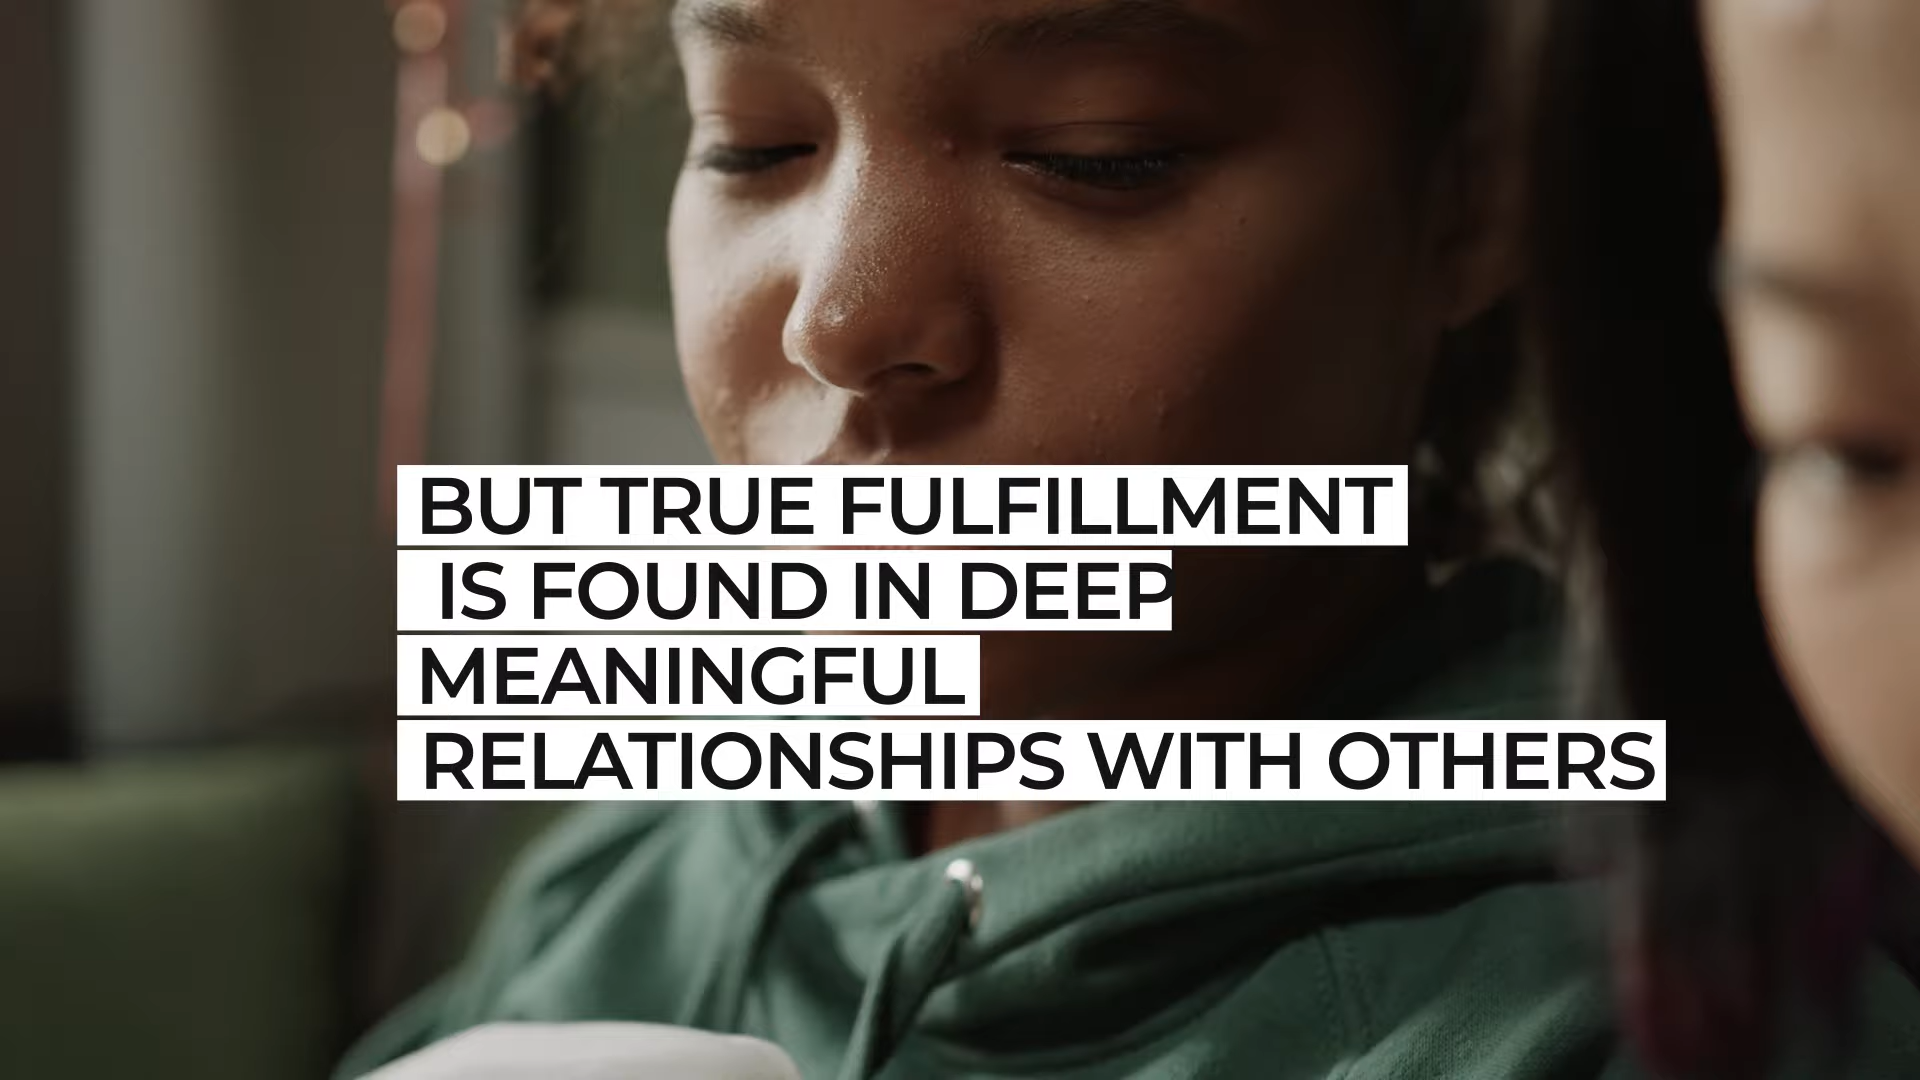 BUT TRUE FULFILLMENT
IS FOUND IN DEEP
MEANINGFUL
RELATIONSHIPS WITH OTHERS